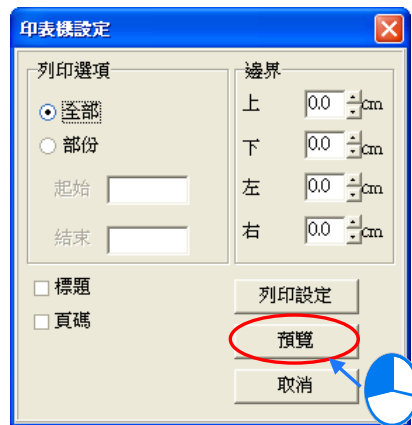 印表機設定
列印選項
全部
部份
起始
結束
邊界
上 0.0 cm
下 0.0 cm
左 0.0 cm
右 0.0 cm
標題
頁碼
列印設定
預覽
取消